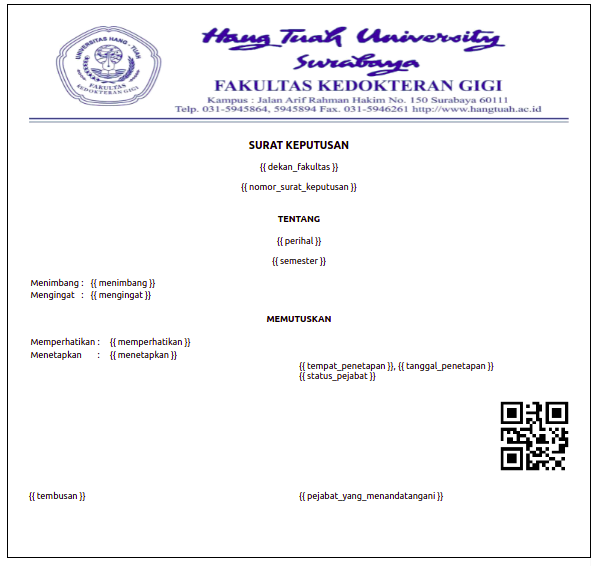 UNIVERSITAS HANG - TUAH
FAKULTAS
KEDOKTERAN GIGI
Hang Tuah University
Surabaya
FAKULTAS KEDOKTERAN GIGI
Kampus : Jalan Arif Rahman Hakim No. 150 Surabaya 60111
Telp. 031-5945864, 5945894 Fax. 031-5946261 http://www.hangtuah.ac.id
SURAT KEPUTUSAN
{{ dekan_fakultas }}
{{ nomor_surat_keputusan }}
TENTANG
{{ perihal }}
{{ semester }}
Menimbang : {{ menimbang }}
Mengingat : {{ mengingat }}
MEMUTUSKAN
Memperhatikan : {{ memperhatikan }}
Menetapkan : {{ menetapkan }}
{{ tempat_penetapan }}, {{ tanggal_penetapan }}
{{ status_pejabat }}
{{ tembusan }} {{ pejabat_yang_menandatangani }}